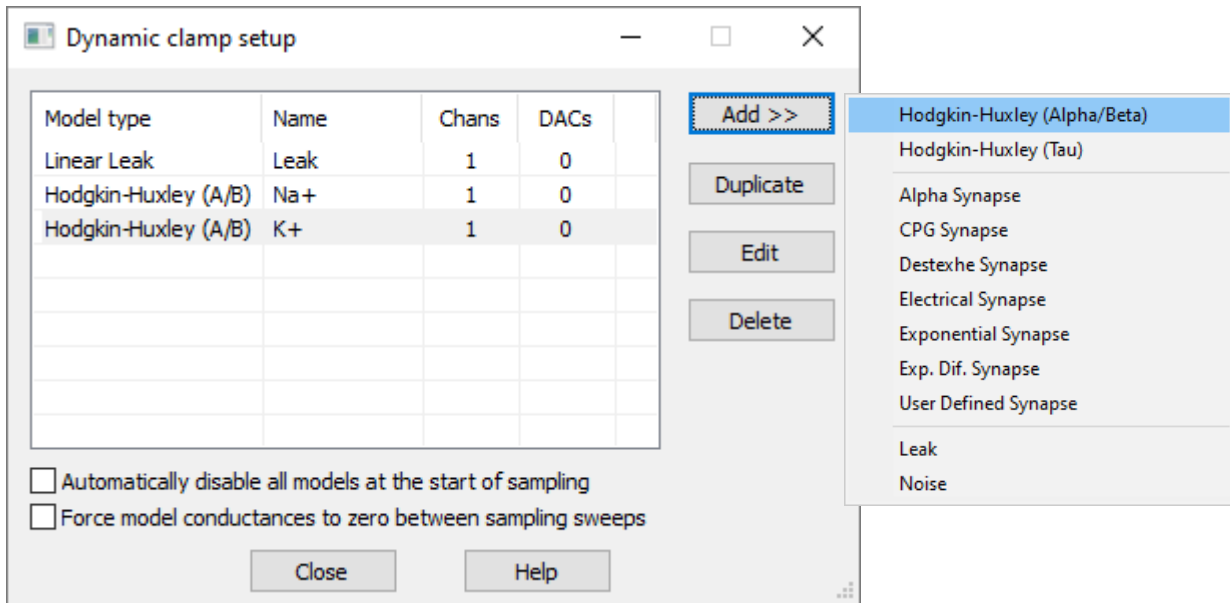 Dynamic clamp setup
Model type Name Chans DACs
Linear Leak Leak 1 0
Hodgkin-Huxley (A/B) Na+ 1 0
Hodgkin-Huxley (A/B) K+ 1 0
Add >>
Duplicate
Edit
Delete
Hodgkin-Huxley (Alpha/Beta)
Hodgkin-Huxley (Tau)
Alpha Synapse
CPG Synapse
Destexhe Synapse
Electrical Synapse
Exponential Synapse
Exp. Dif. Synapse
User Defined Synapse
Leak
Noise
Automatically disable all models at the start of sampling
Force model conductances to zero between sampling sweeps
Close Help